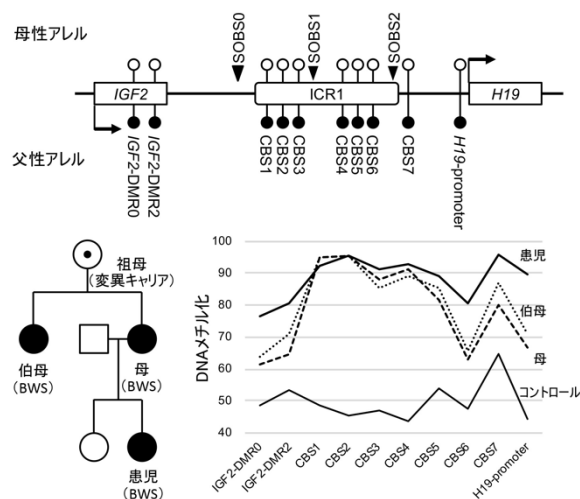 母性アレル
SOBS0
SOBS1
SOBS2
IGF2
ICR1
H19
父性アレル
IGF2-DMR0
IGF2-DMR2
CBS1
CBS2
CBS3
CBS4
CBS5
CBS6
CBS7
H19-promoter
祖母
(変異キャリア)
伯母
(BWS)
母
(BWS)
患児
(BWS)
DNAメチル化
100
90
80
70
60
50
40
患児
伯母
母
コントロール
IGF2-DMR0
IGF2-DMR2
CBS1
CBS2
CBS3
CBS4
CBS5
CBS6
CBS7
H19-promoter